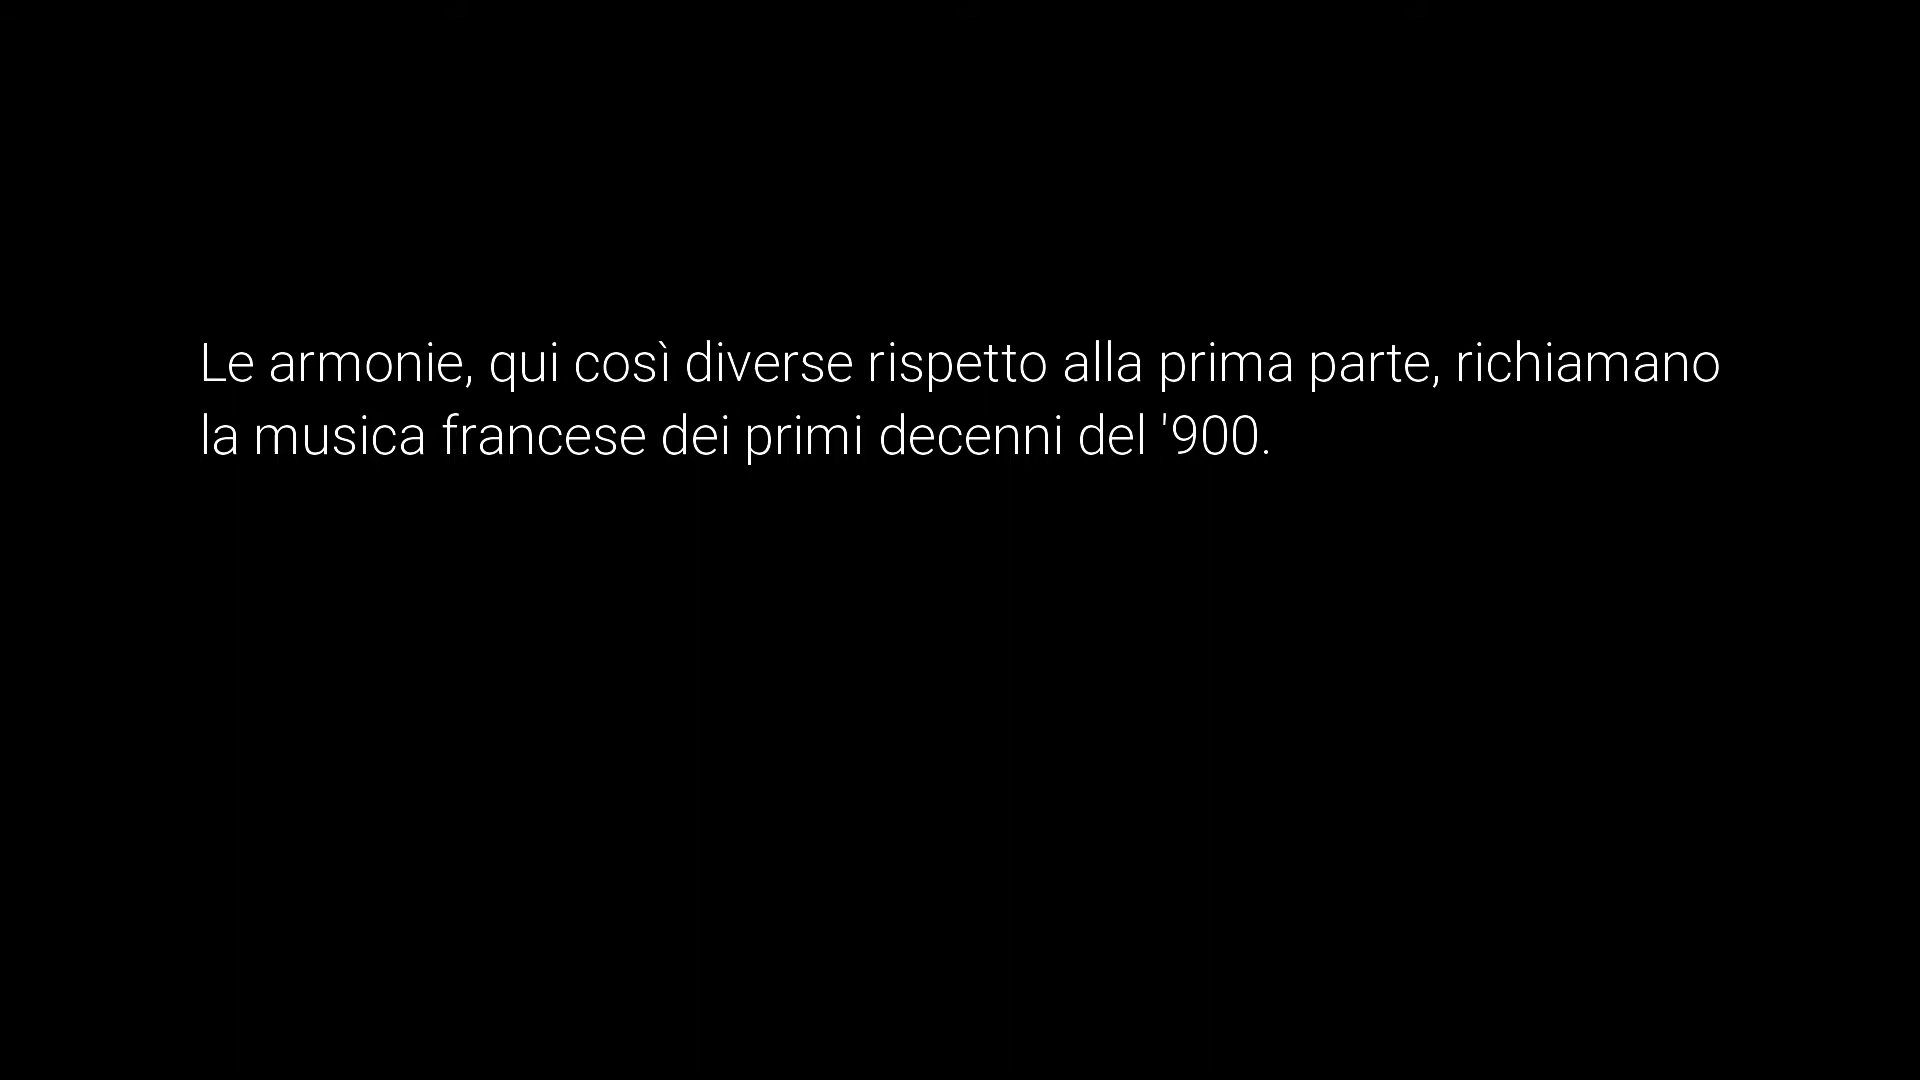 Le armonie, qui così diverse rispetto alla prima parte, richiamano
la musica francese dei primi decenni del '900.